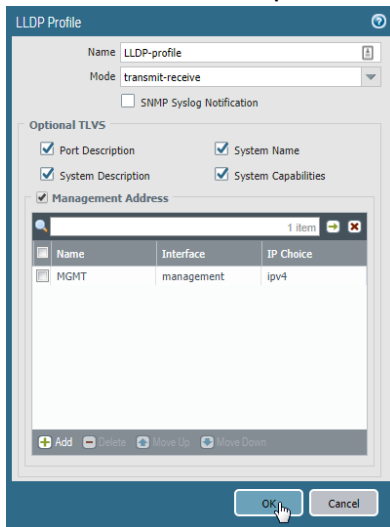 LLDP Profile
Name LLDP-profile
Mode transmit-receive
SNMP Syslog Notification
Optional TLVS
Port Description System Name
System Description System Capabilities
Management Address
1 item
Name Interface IP Choice
MGMT management ipv4
Add Delete Move Up Move Down
OK Cancel